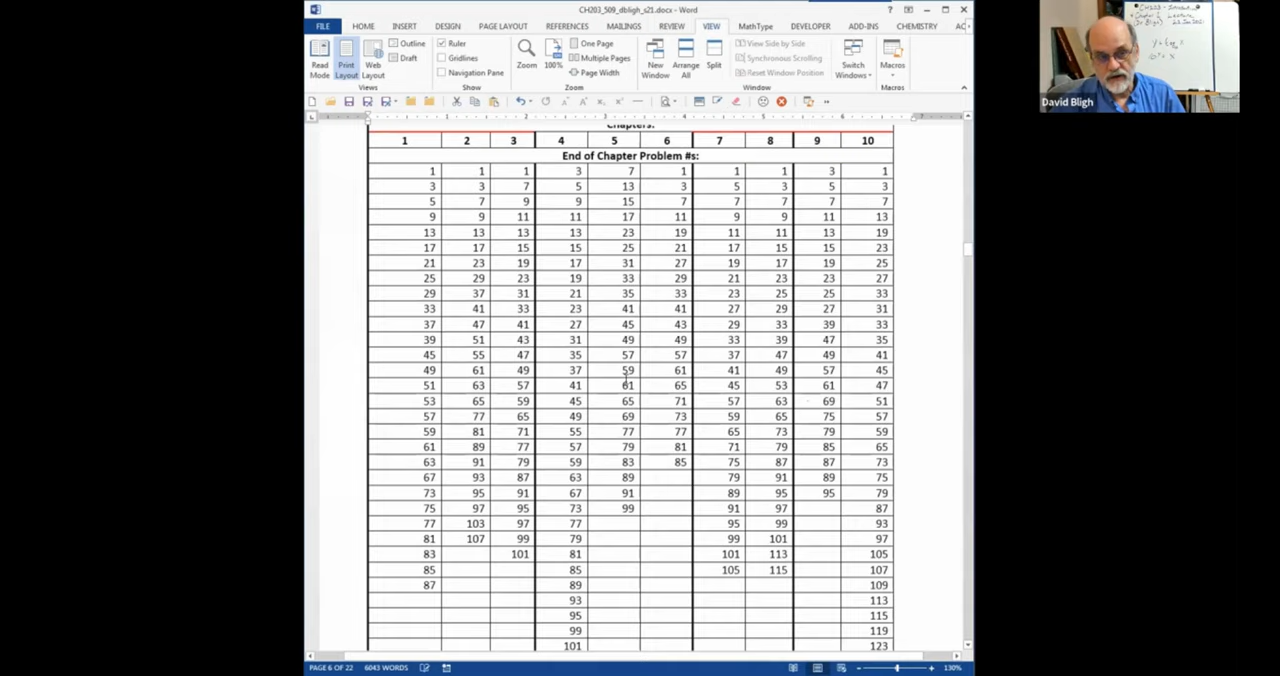 CH203_509_dbligh_s21.docx - Word
FILE HOME INSERT DESIGN PAGE LAYOUT REFERENCES MAILINGS REVIEW VIEW MathType DEVELOPER ADD-INS CHEMISTRY
Read Mode Print Layout Web Layout Outline Draft
Views
Ruler Gridlines Navigation Pane
Show
Zoom 100% One Page Multiple Pages Page Width
Zoom
New Window Arrange All Split View Side by Side Synchronous Scrolling Reset Window Position Switch Windows
Window
Macros
Macros
David Bligh
Chapters:
1 2 3 4 5 6 7 8 9 10
End of Chapter Problem #s:
1 1 1 3 7 1 1 1 3 1
3 3 7 5 13 3 5 3 5 3
5 7 9 9 15 7 7 7 7 7
9 9 11 11 17 11 9 9 11 13
13 13 13 13 23 19 11 11 13 19
17 17 15 15 25 21 17 15 15 23
21 23 19 17 31 27 19 17 19 25
25 29 23 19 33 29 21 23 23 27
29 37 31 21 35 33 23 25 25 33
33 41 33 23 41 41 27 29 27 31
37 47 41 27 45 43 29 33 39 33
39 51 43 31 49 49 33 39 47 35
45 55 47 35 57 57 37 47 49 41
49 61 49 37 59 61 41 49 57 45
51 63 57 41 61 65 45 53 61 47
53 65 59 45 65 71 57 63 69 51
57 77 65 49 69 73 59 65 75 57
59 81 71 55 77 77 65 73 79 59
61 89 77 57 79 81 71 79 85 65
63 91 79 59 83 85 75 87 87 73
67 93 87 63 89 79 91 89 75
73 95 91 67 91 89 95 95 79
75 97 95 73 99 91 97 87
77 103 97 77 95 99 93
81 107 99 79 99 101 97
83 101 81 101 113 105
85 85 105 115 107
87 89 109
93 113
95 115
99 119
101 123
PAGE 6 OF 22 6043 WORDS 130%